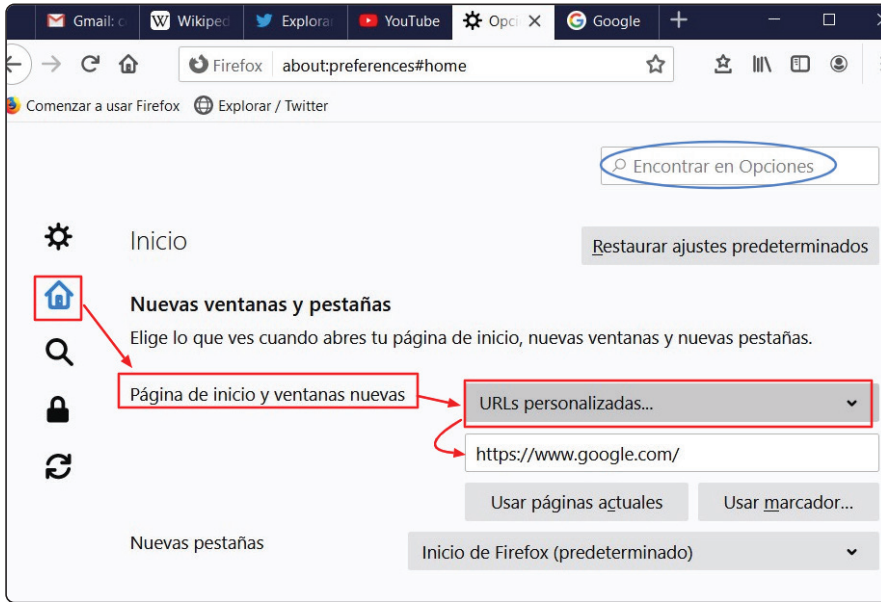 Gmail: c Wikiped Explorar YouTube Opci Google
Firefox about:preferences#home
Comenzar a usar Firefox Explorar / Twitter
Encontrar en Opciones
Inicio
Restaurar ajustes predeterminados
Nuevas ventanas y pestañas
Elige lo que ves cuando abres tu página de inicio, nuevas ventanas y nuevas pestañas.
Página de inicio y ventanas nuevas
URLs personalizadas...
https://www.google.com/
Usar páginas actuales Usar marcador...
Nuevas pestañas
Inicio de Firefox (predeterminado)